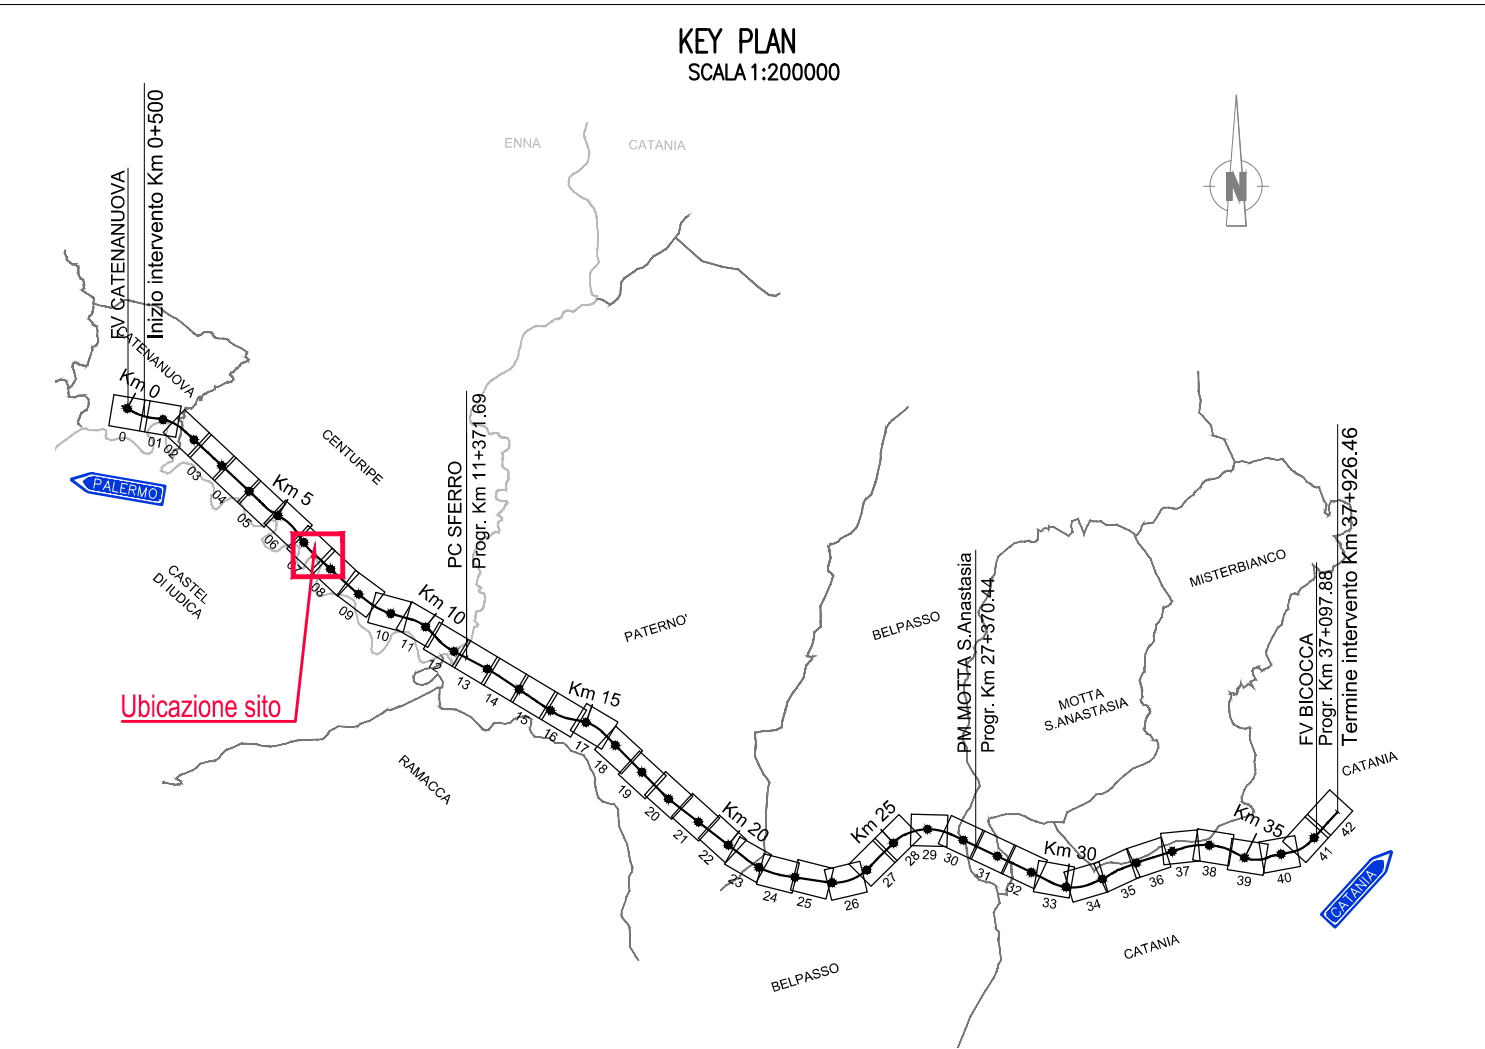 KEY PLAN
SCALA 1:200000
ENNA
CATANIA
N
FV CATENANUOVA
Inizio intervento Km 0+500
CATENANUOVA
Km 0
PALERMO
CENTURIPE
Km 5
CASTEL
DI IUDICA
Ubicazione sito
PC SFERRO
Progr. Km 11+371.69
Km 10
PATERNO'
Km 15
RAMACCA
Km 20
BELPASSO
BELPASSO
Km 25
PM MOTTA S.Anastasia
Progr. Km 27+370.44
Km 30
MOTTA
S.ANASTASIA
MISTERBIANCO
FV BICOCCA
Progr. Km 37+097.88
Termine intervento Km 37+926.46
Km 35
CATANIA
CATANIA
CATANIA
0
01
02
03
04
05
06
07
08
09
10
11
12
13
14
15
16
17
18
19
20
21
22
23
24
25
26
27
28
29
30
31
32
33
34
35
36
37
38
39
40
41
42